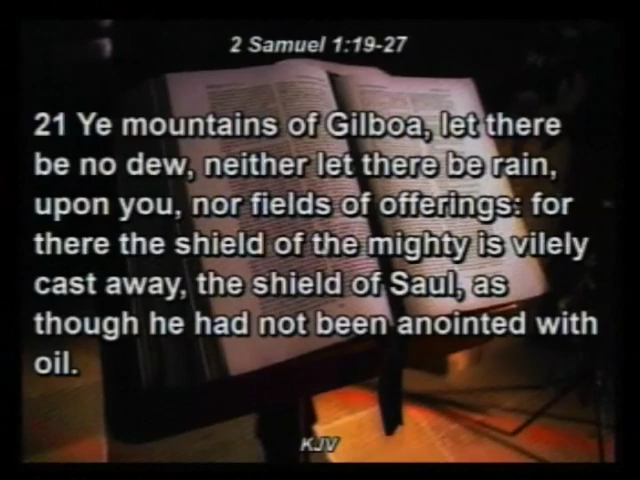 2 Samuel 1:19-27
21 Ye mountains of Gilboa, let there
be no dew, neither let there be rain,
upon you, nor fields of offerings: for
there the shield of the mighty is vilely
cast away, the shield of Saul, as
though he had not been anointed with
oil.
KJV